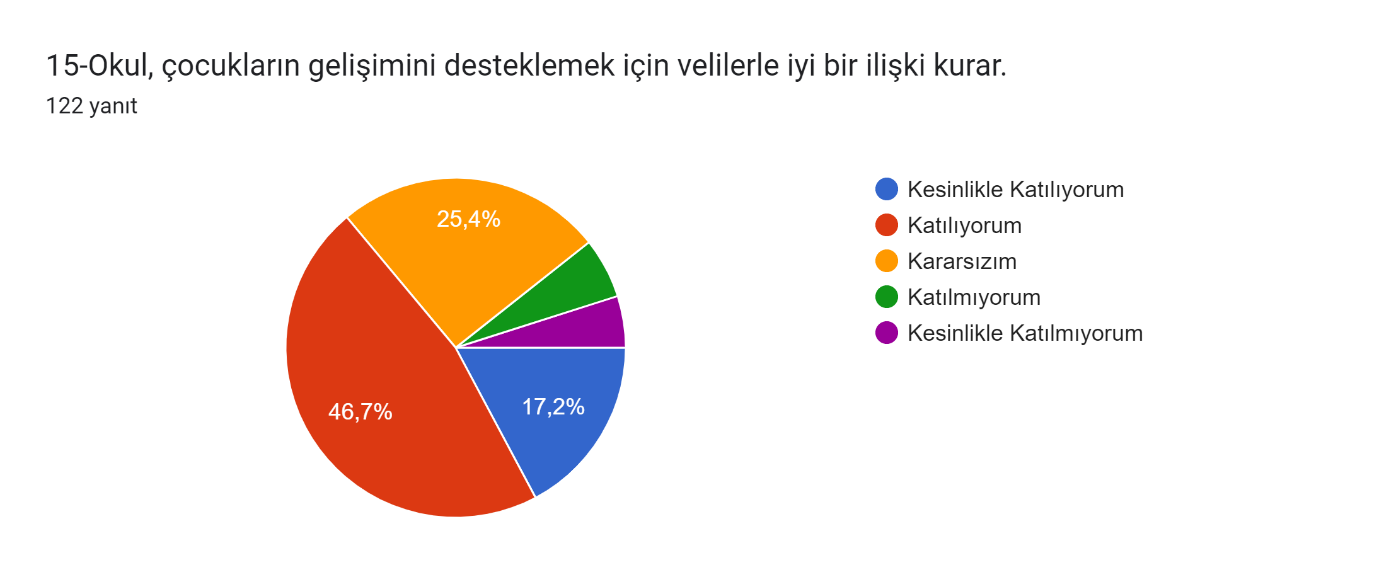 15-Okul, çocukların gelişimini desteklemek için velilerle iyi bir ilişki kurar.
122 yanıt
25,4%
46,7%
17,2%
Kesinlikle Katılıyorum
Katılıyorum
Kararsızım
Katılmıyorum
Kesinlikle Katılmıyorum